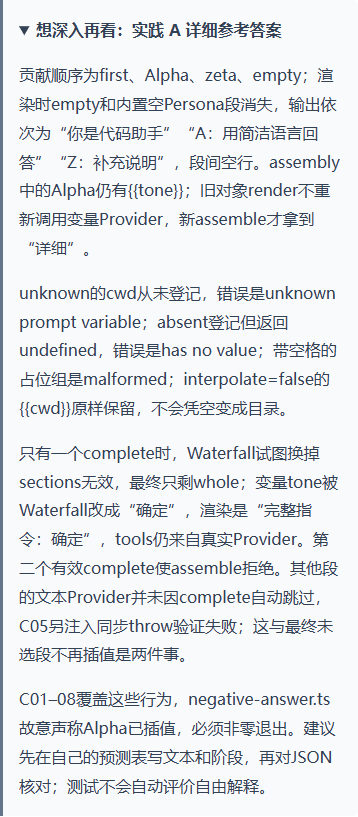 ▼ 想深入再看：实践 A 详细参考答案
贡献顺序为first、Alpha、zeta、empty；渲
染时empty和内置空Persona段消失，输出依
次为“你是代码助手”“A：用简洁语言回
答”“Z：补充说明”，段间空行。assembly
中的Alpha仍有{{tone}}；旧对象render不重
新调用变量Provider，新assemble才拿到
“详细”。
unknown的cwd从未登记，错误是unknown
prompt variable；absent登记但返回
undefined，错误是has no value；带空格的
占位组是malformed；interpolate=false的
{{cwd}}原样保留，不会凭空变成目录。
只有一个complete时，Waterfall试图换掉
sections无效，最终只剩whole；变量tone被
Waterfall改成“确定”，渲染是“完整指
令：确定”，tools仍来自真实Provider。第
二个有效complete使assemble拒绝。其他段
的文本Provider并未因complete自动跳过，
C05另注入同步throw验证失败；这与最终未
选段不再插值是两件事。
C01–08覆盖这些行为，negative-answer.ts
故意声称Alpha已插值，必须非零退出。建议
先在自己的预测表写文本和阶段，再对JSON
核对；测试不会自动评价自由解释。